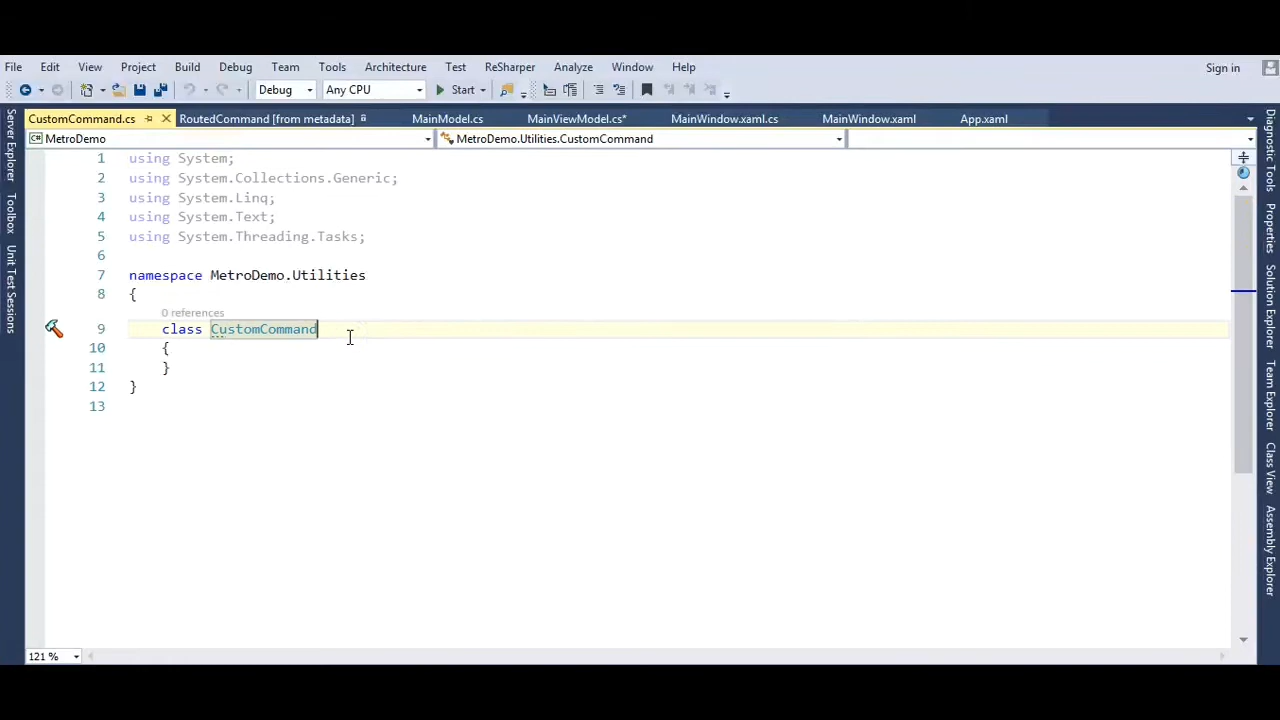 File Edit View Project Build Debug Team Tools Architecture Test ReSharper Analyze Window Help Sign in
Debug Any CPU Start
CustomCommand.cs RoutedCommand [from metadata] MainModel.cs MainViewModel.cs* MainWindow.xaml.cs MainWindow.xaml App.xaml
MetroDemo MetroDemo.Utilities.CustomCommand
1 using System;
2 using System.Collections.Generic;
3 using System.Linq;
4 using System.Text;
5 using System.Threading.Tasks;
6
7 namespace MetroDemo.Utilities
8 {
0 references
9 class CustomCommand
10 {
11 }
12 }
13
121 %
Server Explorer
Toolbox
Unit Test Sessions
Diagnostic Tools
Properties
Solution Explorer
Team Explorer
Class View
Assembly Explorer